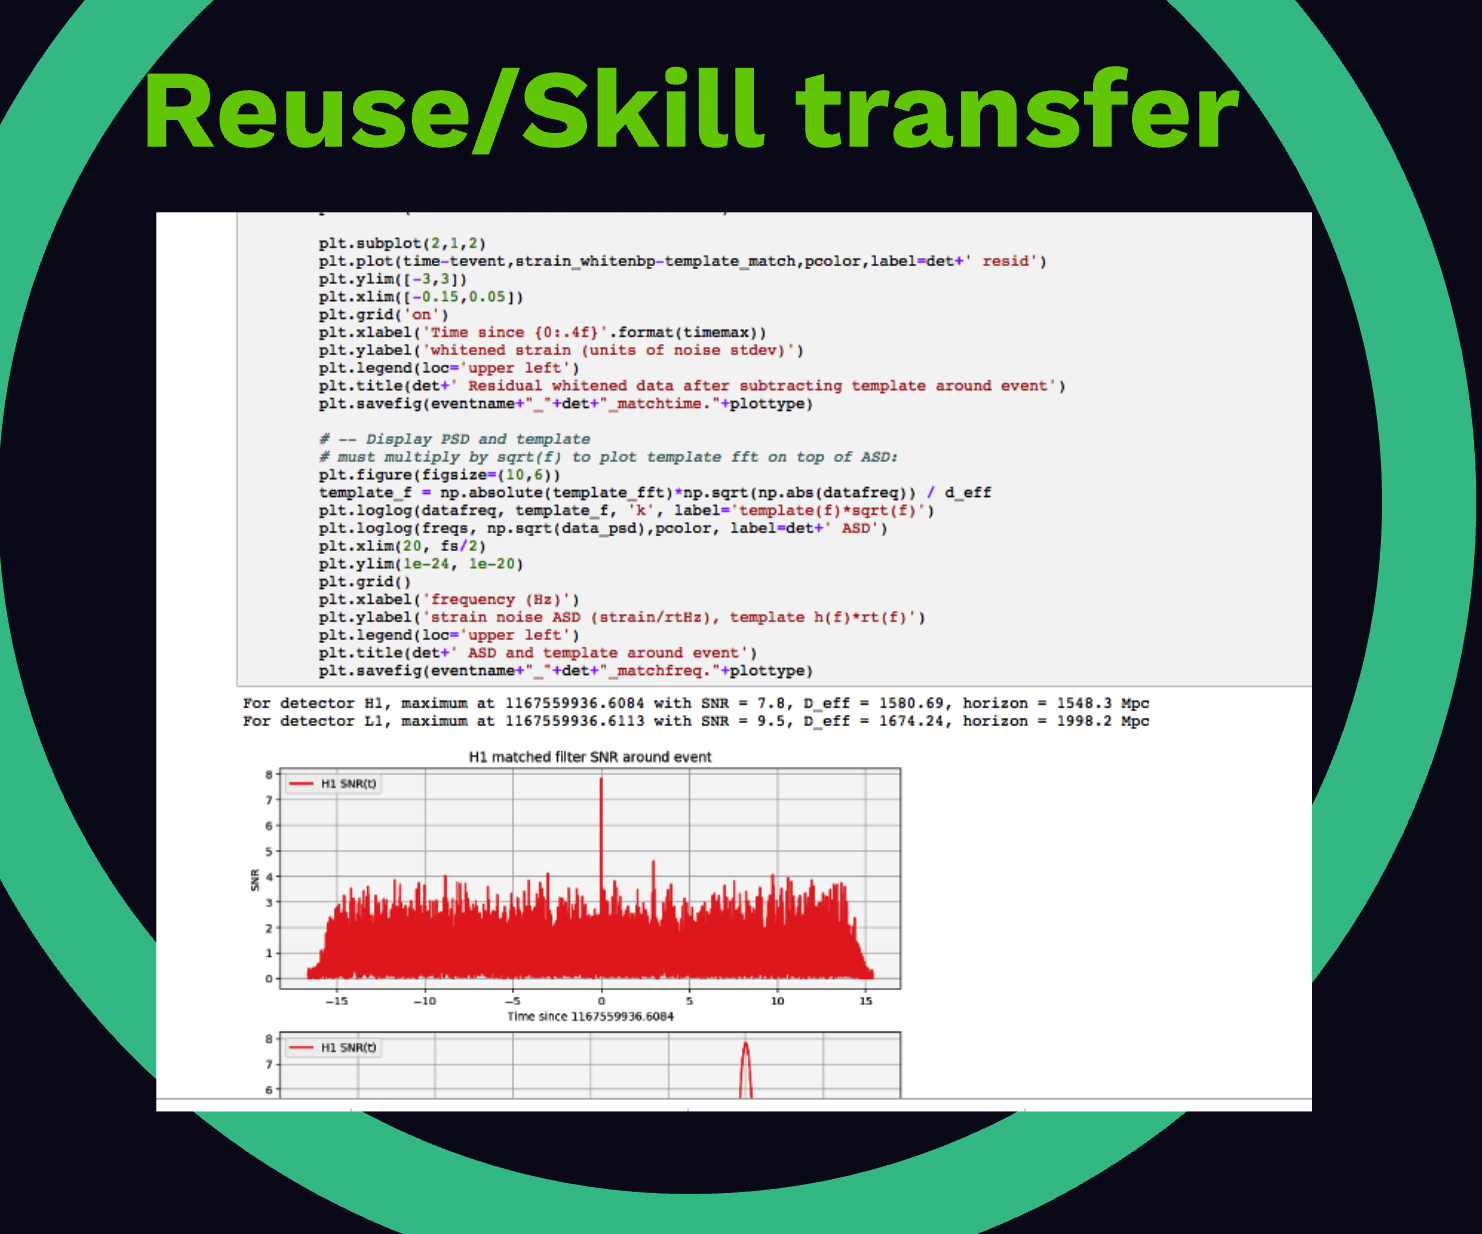 Reuse/Skill transfer
plt.subplot(2,1,2)
plt.plot(time-tevent,strain_whitenbp-template_match,pcolor,label=det+' resid')
plt.ylim([-3,3])
plt.xlim([-0.15,0.05])
plt.grid('on')
plt.xlabel('Time since {0:.4f}'.format(timemax))
plt.ylabel('whitened strain (units of noise stdev)')
plt.legend(loc='upper left')
plt.title(det+' Residual whitened data after subtracting template around event')
plt.savefig(eventname+"_"+det+"_matchtime."+plottype)
# -- Display PSD and template
# must multiply by sqrt(f) to plot template fft on top of ASD:
plt.figure(figsize=(10,6))
template_f = np.absolute(template_fft)*np.sqrt(np.abs(datafreq)) / d_eff
plt.loglog(datafreq, template_f, 'k', label='template(f)*sqrt(f)')
plt.loglog(freqs, np.sqrt(data_psd),pcolor, label=det+' ASD')
plt.xlim(20, fs/2)
plt.ylim(1e-24, 1e-20)
plt.grid()
plt.xlabel('frequency (Hz)')
plt.ylabel('strain noise ASD (strain/rtHz), template h(f)*rt(f)')
plt.legend(loc='upper left')
plt.title(det+' ASD and template around event')
plt.savefig(eventname+"_"+det+"_matchfreq."+plottype)
For detector H1, maximum at 1167559936.6084 with SNR = 7.8, D_eff = 1580.69, horizon = 1548.3 Mpc
For detector L1, maximum at 1167559936.6113 with SNR = 9.5, D_eff = 1674.24, horizon = 1998.2 Mpc
H1 matched filter SNR around event
H1 SNR(t)
8
7
6
5
4
3
2
1
0
SNR
-15 -10 -5 0 5 10 15
Time since 1167559936.6084
H1 SNR(t)
8
7
6